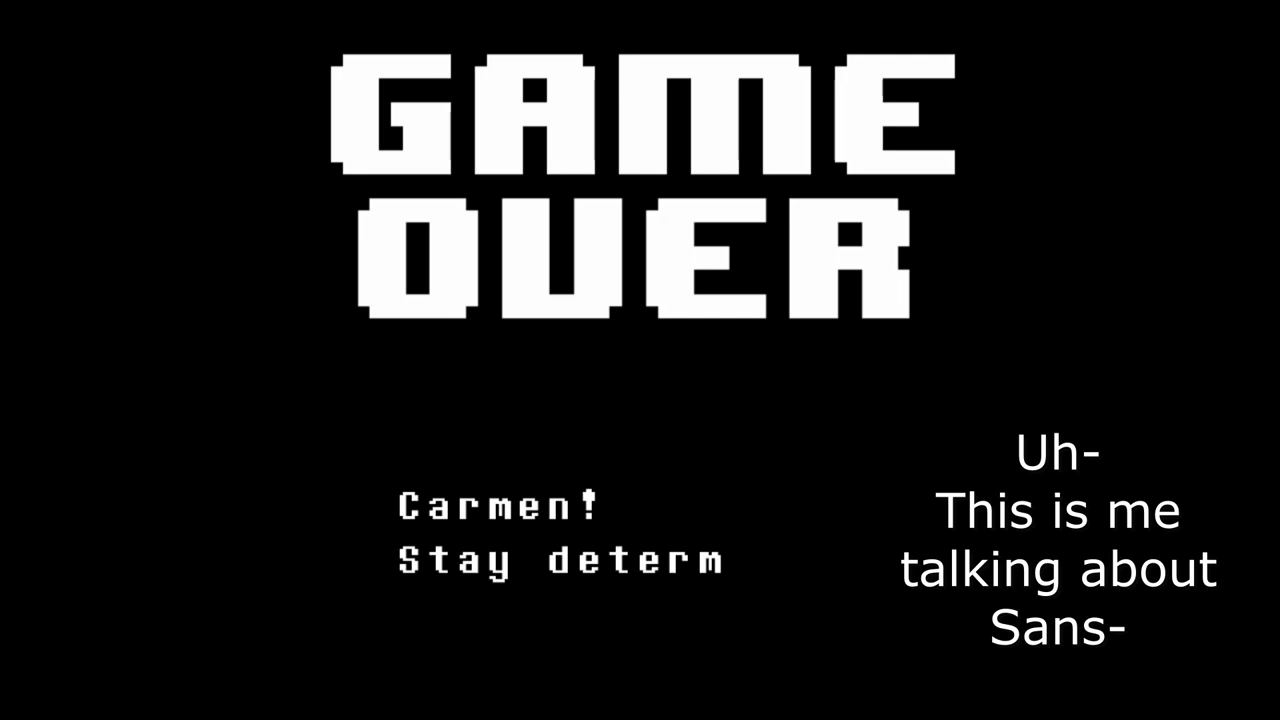 GAME
OVER
Carmen!
Stay determ
Uh-
This is me
talking about
Sans-